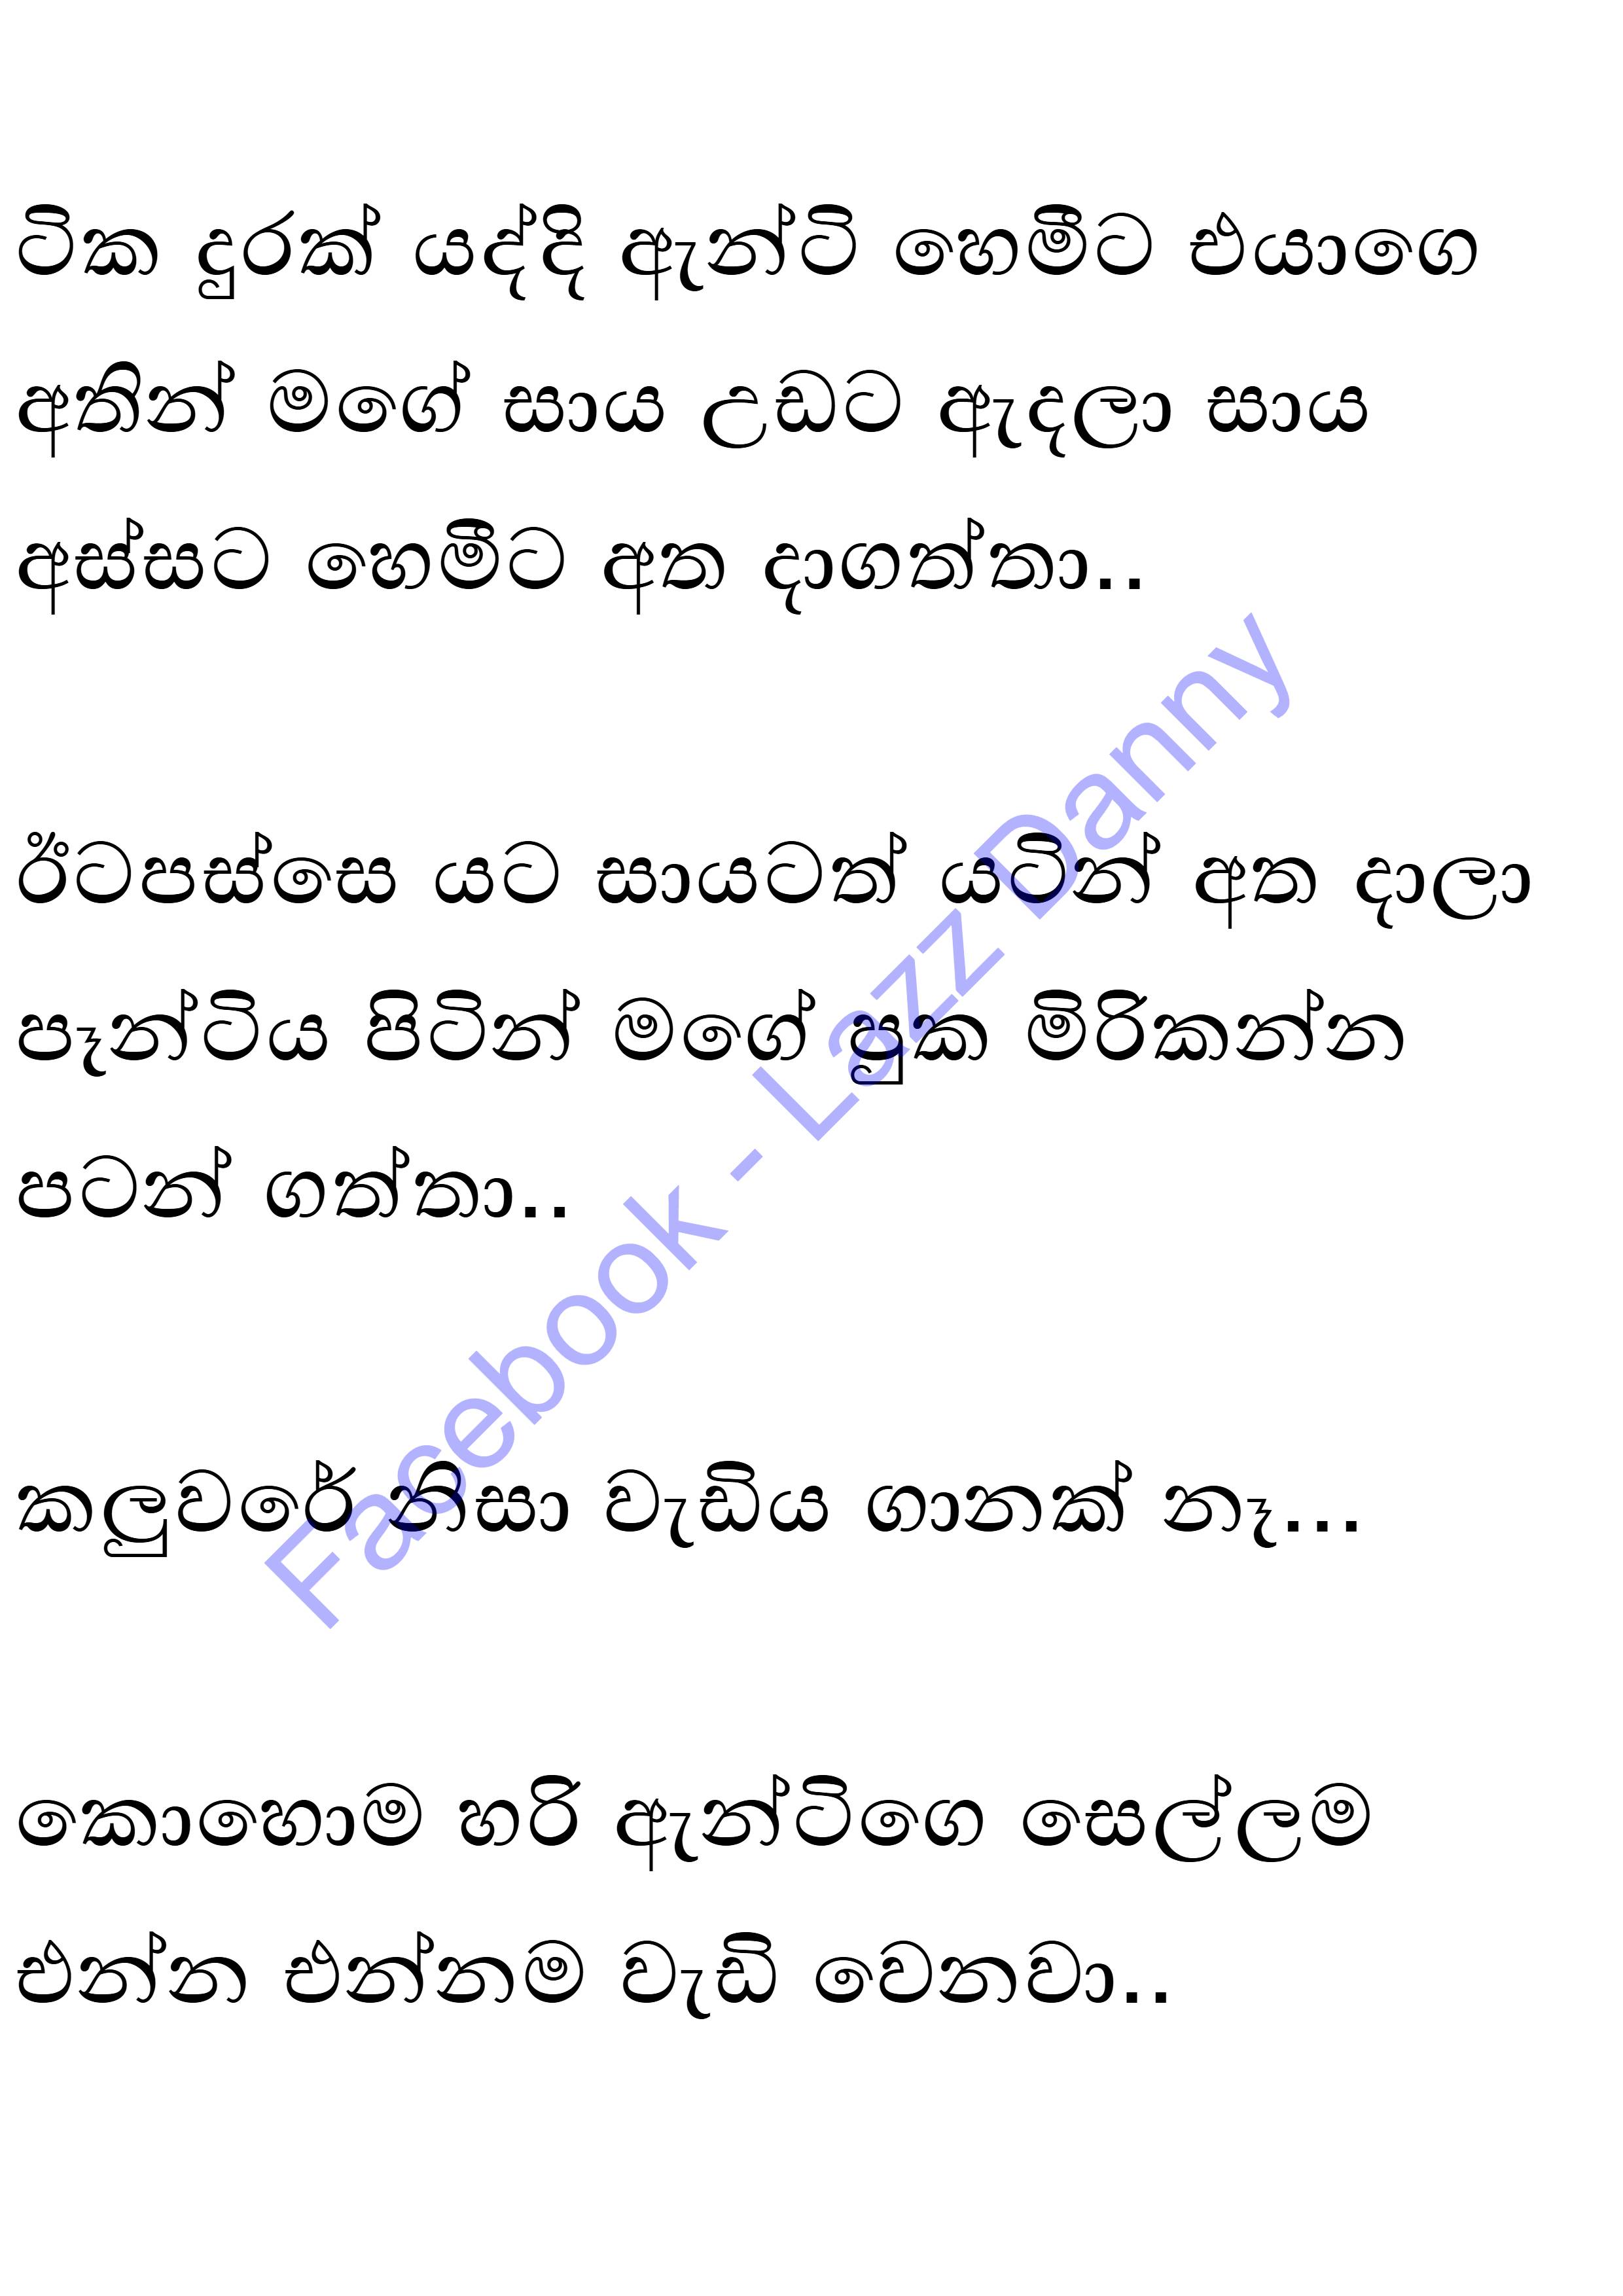 ටික දුරක් යද්දි ඇන්ටි හෙමීට එයාගෙ
අතින් මගේ සාය උඩට ඇදලා සාය
අස්සට හෙමීට අත දාගත්තා..
ඊටපස්සෙ යට සායටත් යටින් අත දාලා
පැන්ටිය පිටින් මගේ පුක මිරිකන්න
පටන් ගත්තා..
කලුවරේ නිසා වැඩිය ගානක් නෑ...
කොහොම හරි ඇන්ටිගෙ සෙල්ලම
එන්න එන්නම වැඩි වෙනවා..
Facebook - Lazz Danny